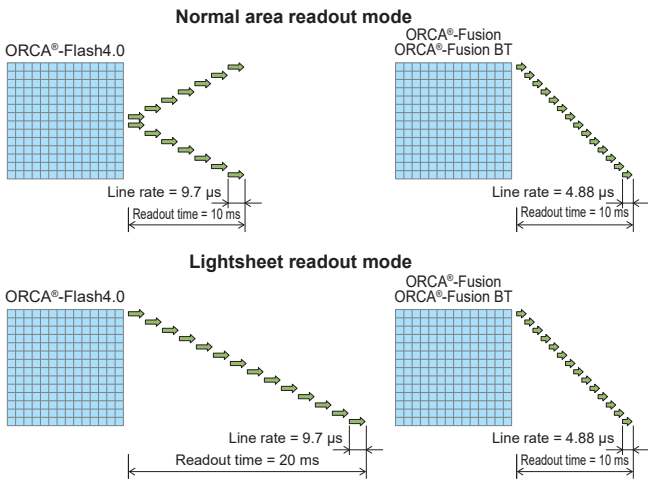 Normal area readout mode
ORCA®-Flash4.0
ORCA®-Fusion
ORCA®-Fusion BT
Line rate = 9.7 µs
Readout time = 10 ms
Line rate = 4.88 µs
Readout time = 10 ms
Lightsheet readout mode
ORCA®-Flash4.0
ORCA®-Fusion
ORCA®-Fusion BT
Line rate = 9.7 µs
Readout time = 20 ms
Line rate = 4.88 µs
Readout time = 10 ms